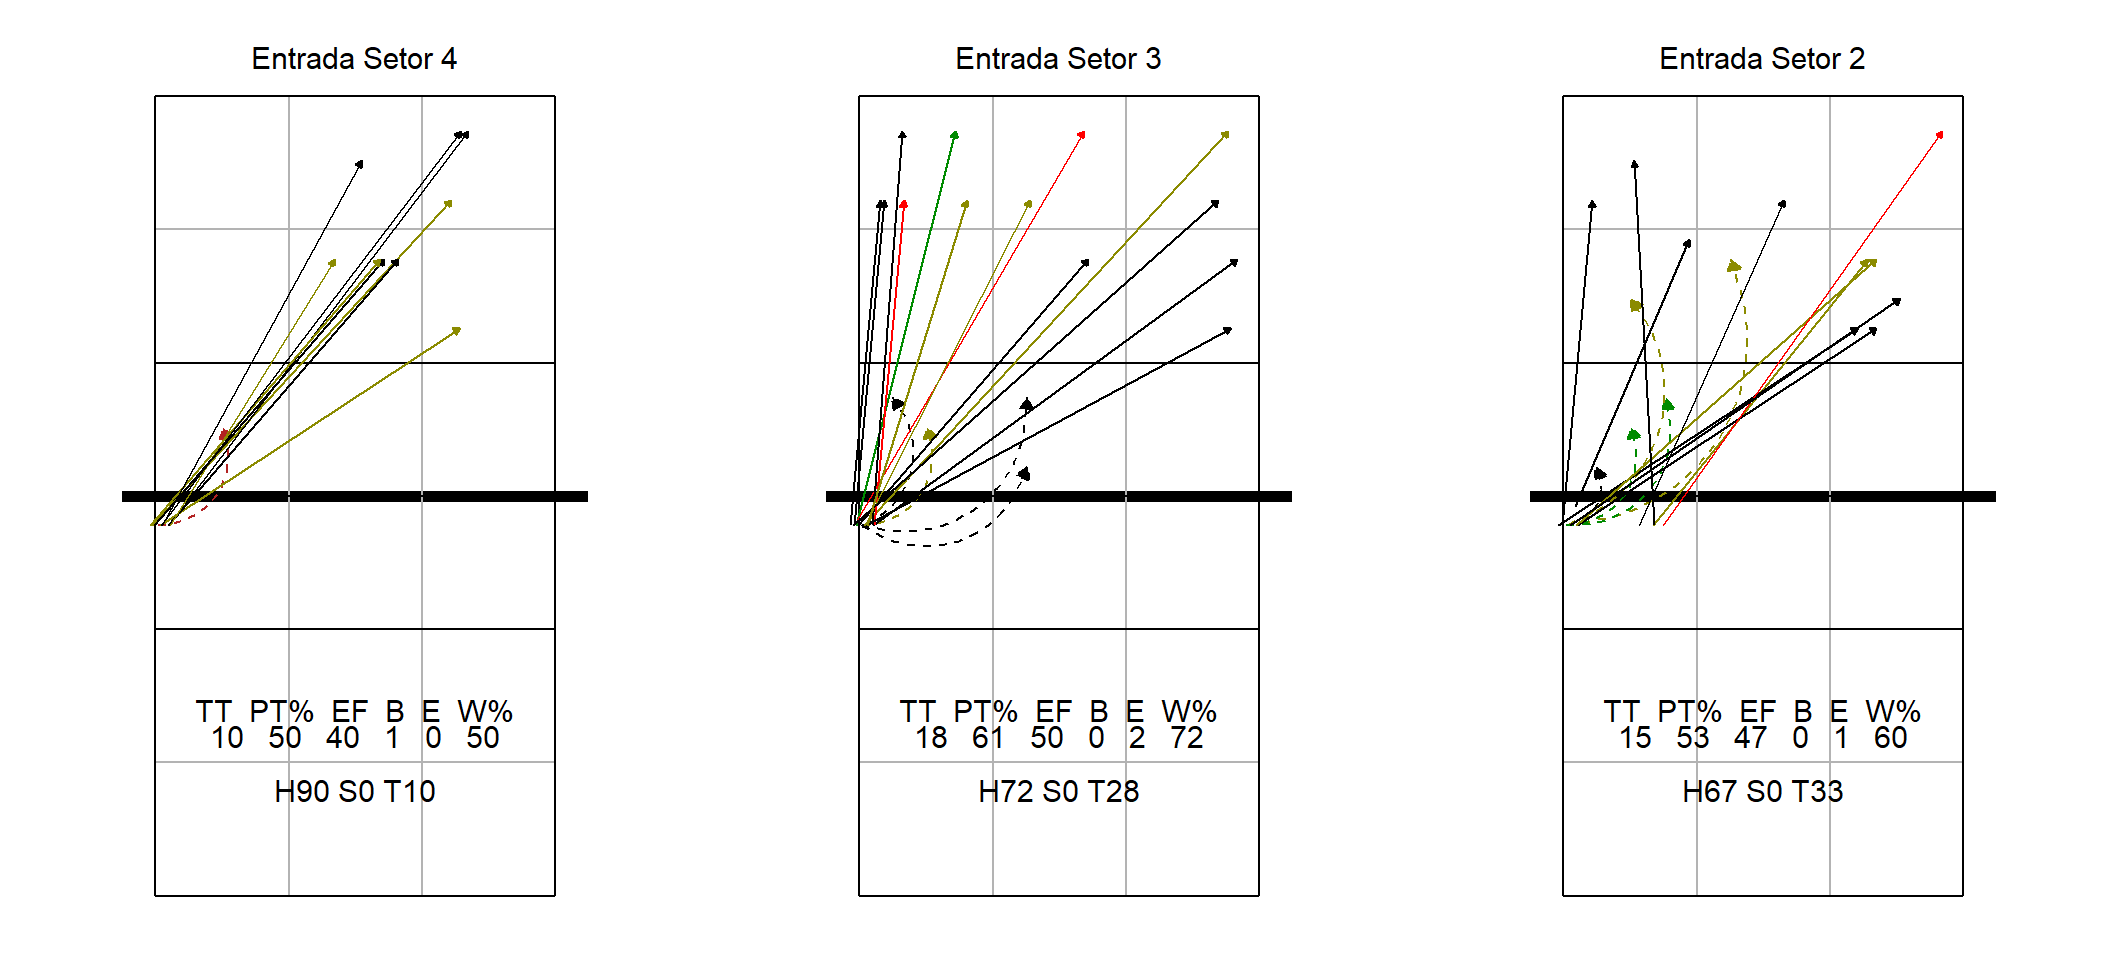 Entrada Setor 4
TT PT% EF B E W%
10 50 40 1 0 50
H90 S0 T10
Entrada Setor 3
TT PT% EF B E W%
18 61 50 0 2 72
H72 S0 T28
Entrada Setor 2
TT PT% EF B E W%
15 53 47 0 1 60
H67 S0 T33